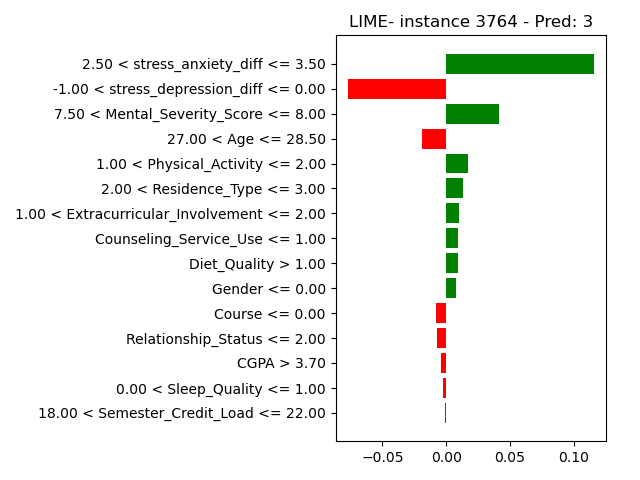 LIME- instance 3764 - Pred: 3
2.50 < stress_anxiety_diff <= 3.50
-1.00 < stress_depression_diff <= 0.00
7.50 < Mental_Severity_Score <= 8.00
27.00 < Age <= 28.50
1.00 < Physical_Activity <= 2.00
2.00 < Residence_Type <= 3.00
1.00 < Extracurricular_Involvement <= 2.00
Counseling_Service_Use <= 1.00
Diet_Quality > 1.00
Gender <= 0.00
Course <= 0.00
Relationship_Status <= 2.00
CGPA > 3.70
0.00 < Sleep_Quality <= 1.00
18.00 < Semester_Credit_Load <= 22.00
−0.05 0.00 0.05 0.10